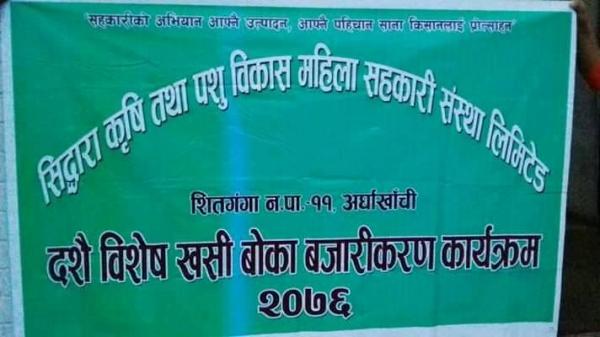 "सहकारीको अभियान आफ्नै उत्पादन, आफ्नै पहिचान साना किसानलाई प्रोत्साहन"
सिद्धारा कृषि तथा पशु विकास महिला सहकारी संस्था लिमिटेड
शितगंगा न.पा.-११, अर्घाखाँची
दशै विशेष खसी बोका बजारीकरण कार्यक्रम
२०७६